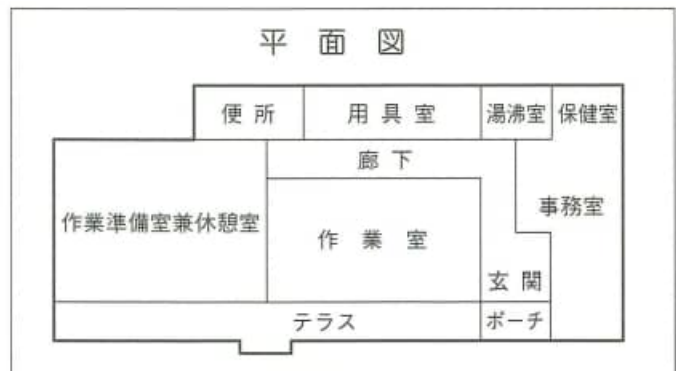 平面図
便所 用具室 湯沸室 保健室
廊下
作業準備室兼休憩室 作業室 事務室
玄関
テラス ポーチ